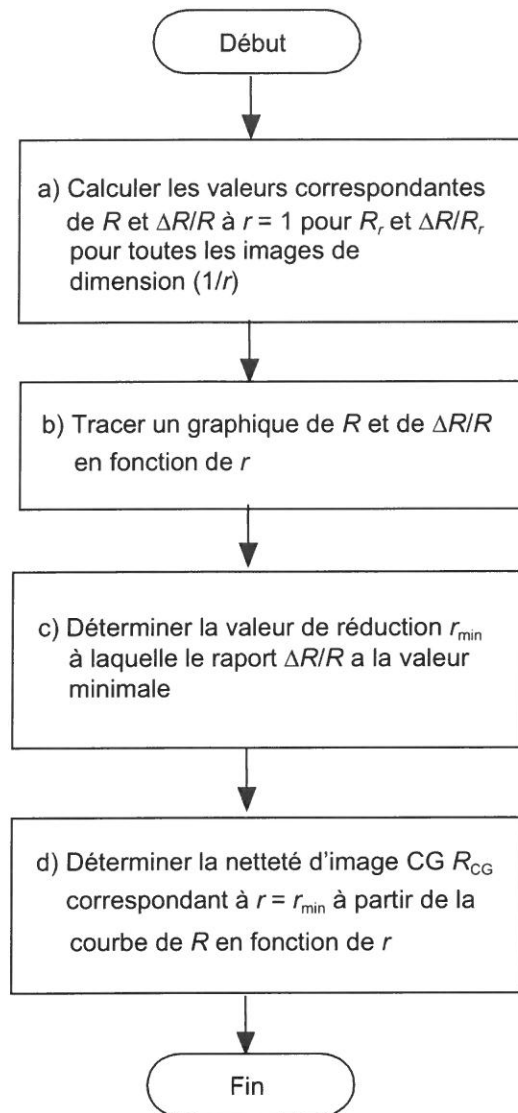 Début
a) Calculer les valeurs correspondantes
de R et ΔR/R à r = 1 pour Rr et ΔR/Rr
pour toutes les images de
dimension (1/r)
b) Tracer un graphique de R et de ΔR/R
en fonction de r
c) Déterminer la valeur de réduction rmin
à laquelle le raport ΔR/R a la valeur
minimale
d) Déterminer la netteté d'image CG RCG
correspondant à r = rmin à partir de la
courbe de R en fonction de r
Fin